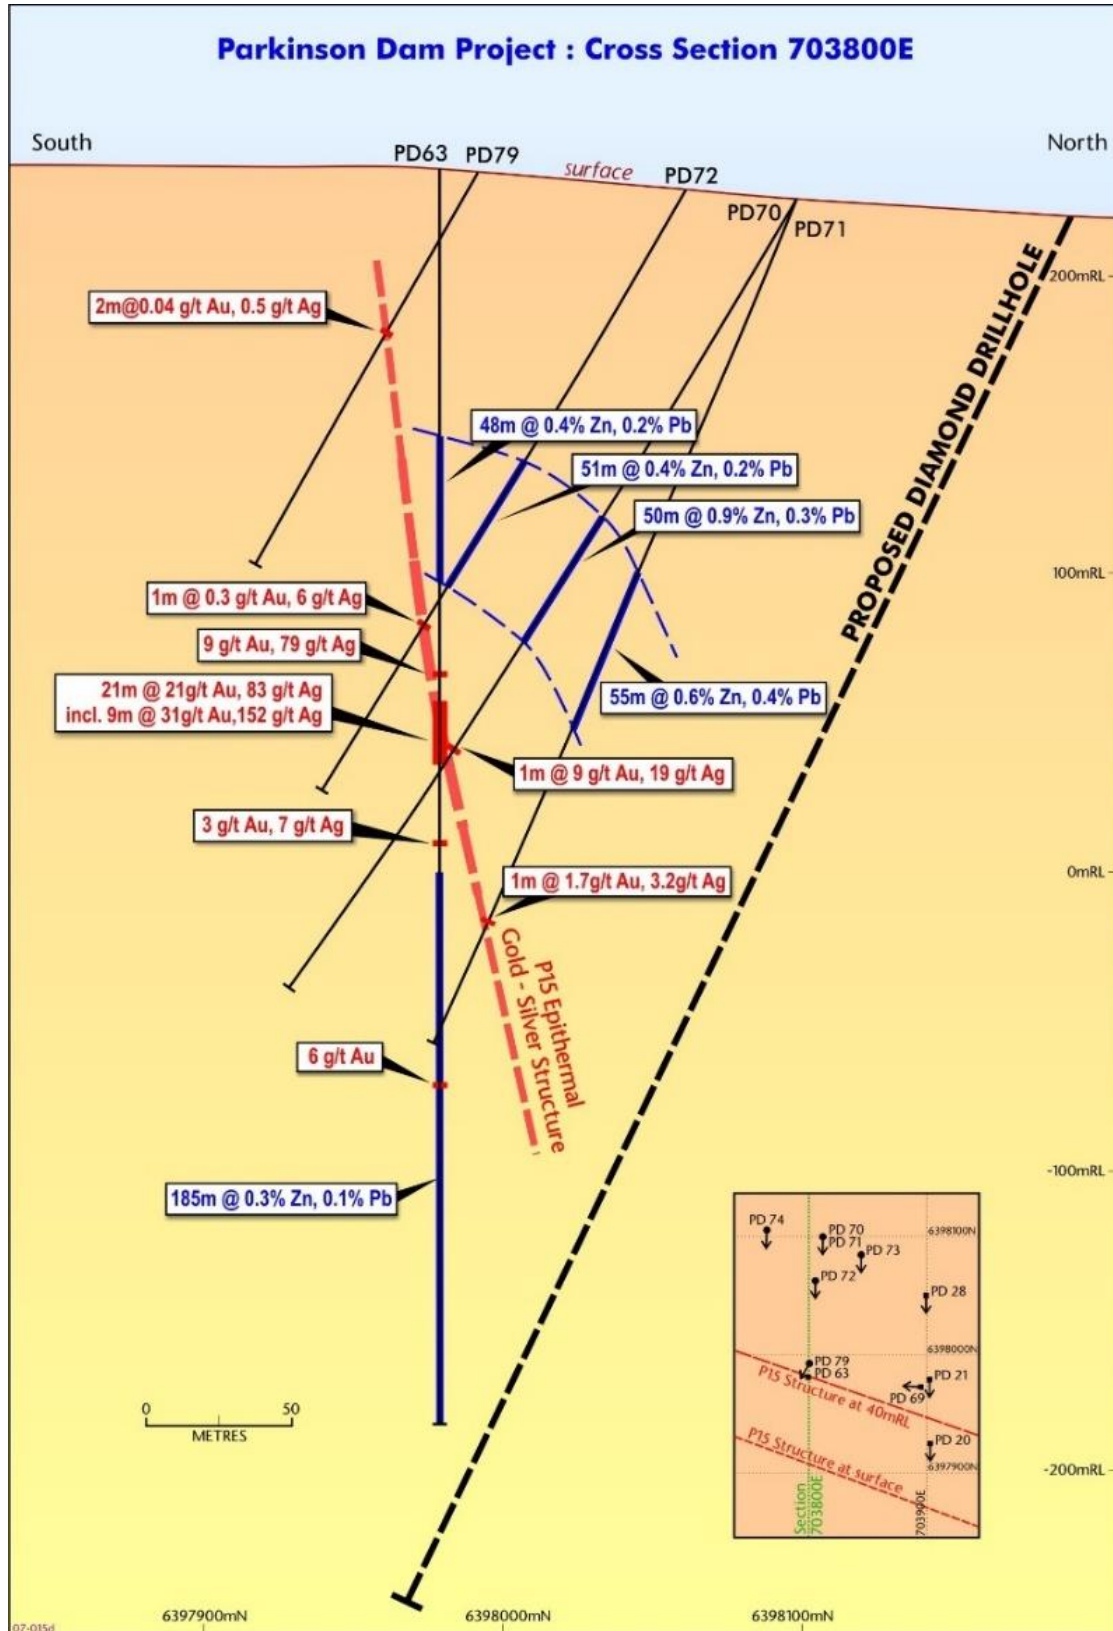 Parkinson Dam Project : Cross Section 703800E
South
North
PD63
PD79
surface
PD72
PD70
PD71
200mRL
2m@0.04 g/t Au, 0.5 g/t Ag
PROPOSED DIAMOND DRILLHOLE
48m @ 0.4% Zn, 0.2% Pb
51m @ 0.4% Zn, 0.2% Pb
50m @ 0.9% Zn, 0.3% Pb
100mRL
1m @ 0.3 g/t Au, 6 g/t Ag
9 g/t Au, 79 g/t Ag
21m @ 21g/t Au, 83 g/t Ag
incl. 9m @ 31g/t Au,152 g/t Ag
55m @ 0.6% Zn, 0.4% Pb
1m @ 9 g/t Au, 19 g/t Ag
3 g/t Au, 7 g/t Ag
0mRL
1m @ 1.7g/t Au, 3.2g/t Ag
P15 Epithermal
Gold - Silver Structure
6 g/t Au
-100mRL
185m @ 0.3% Zn, 0.1% Pb
PD 74
PD 70
PD 71
PD 73
6398100N
PD 72
PD 28
6398000N
PD 79
PD 63
PD 21
PD 69
P15 Structure at 40mRL
PD 20
P15 Structure at surface
6397900N
Section
703800E
703900E
0
50
METRES
-200mRL
6397900mN
6398000mN
6398100mN
07-015d